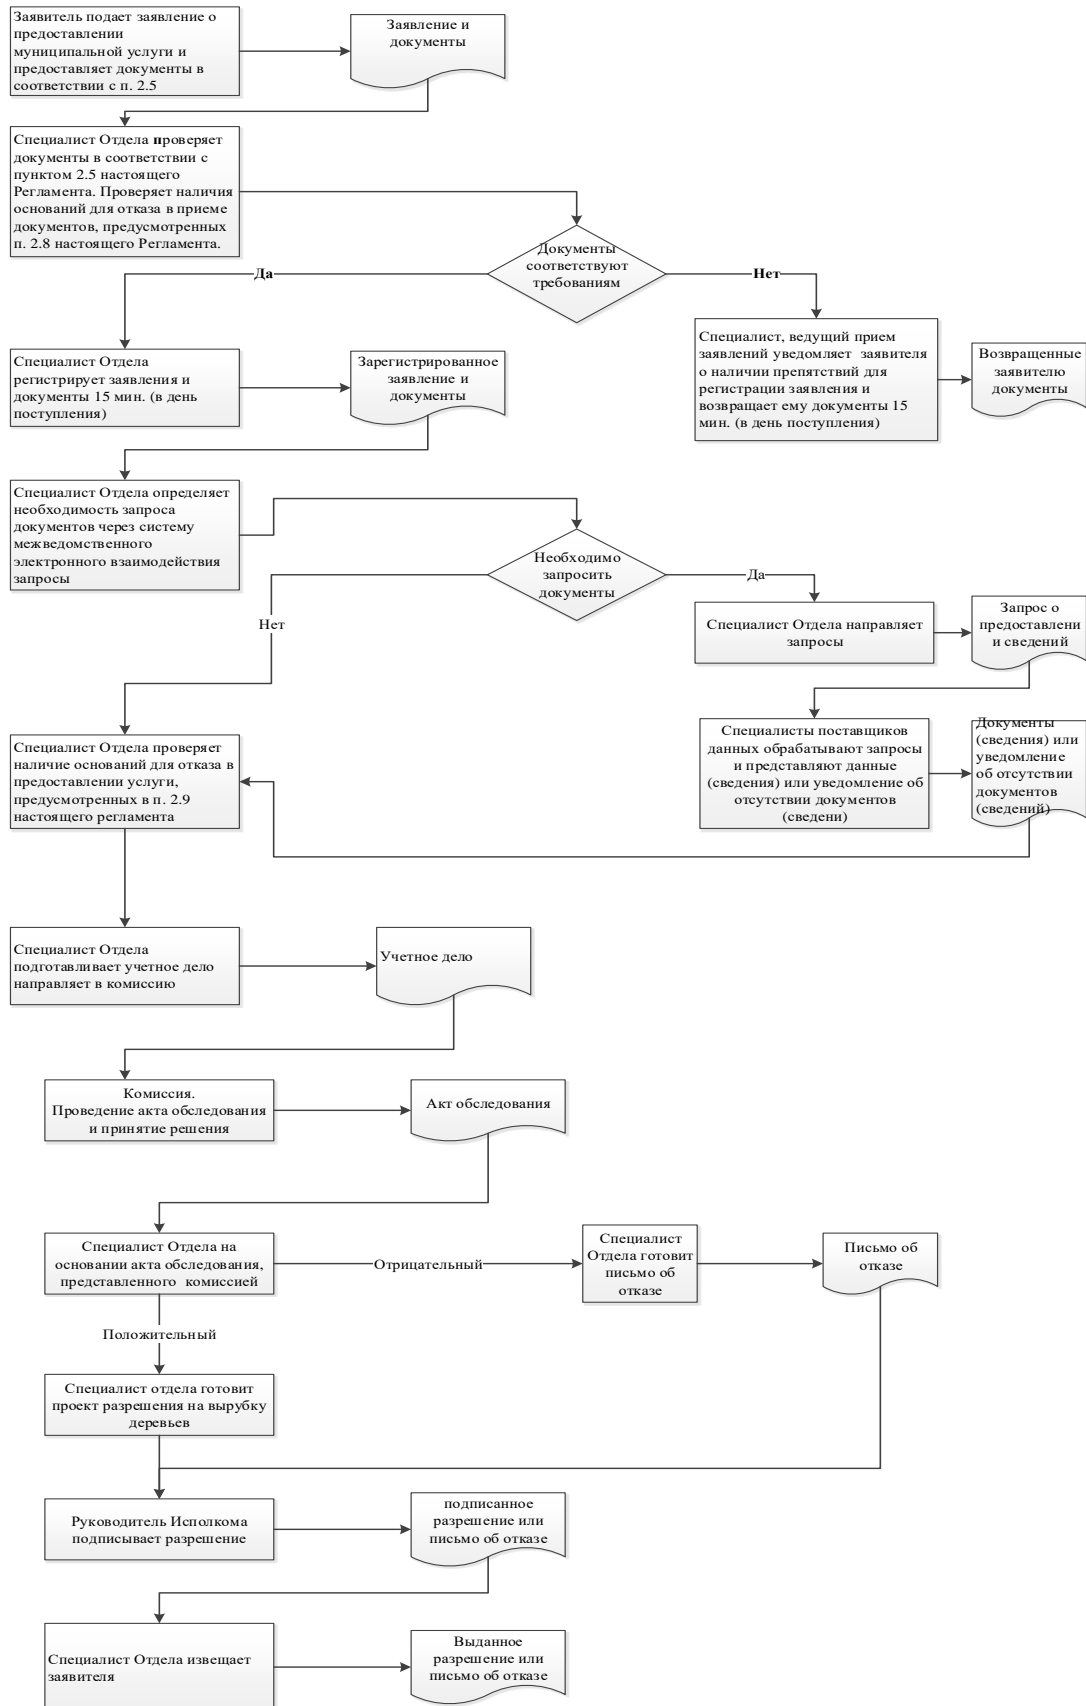 Заявитель подает заявление о
предоставлении
муниципальной услуги и
предоставляет документы в
соответствии с п. 2.5
Заявление и
документы
Специалист Отдела проверяет
документы в соответствии с
пунктом 2.5 настоящего
Регламента. Проверяет наличия
оснований для отказа в приеме
документов, предусмотренных
п. 2.8 настоящего Регламента.
Документы
соответствуют
требованиям
Да
Нет
Специалист Отдела
регистрирует заявления и
документы 15 мин. (в день
поступления)
Зарегистрированное
заявление и
документы
Специалист, ведущий прием
заявлений уведомляет заявителя
о наличии препятствий для
регистрации заявления и
возвращает ему документы 15
мин. (в день поступления)
Возвращенные
заявителю
документы
Специалист Отдела определяет
необходимость запроса
документов через систему
межведомственного
электронного взаимодействия
запросы
Необходимо
запросить
документы
Да
Нет
Специалист Отдела направляет
запросы
Запрос о
предоставлени
и сведений
Специалист Отдела проверяет
наличие оснований для отказа в
предоставлении услуги,
предусмотренных в п. 2.9
настоящего регламента
Специалисты поставщиков
данных обрабатывают запросы
и представляют данные
(сведения) или уведомление об
отсутствии документов
(сведени)
Документы
(сведения) или
уведомление
об отсутствии
документов
(сведений)
Специалист Отдела
подготавливает учетное дело
направляет в комиссию
Учетное дело
Комиссия.
Проведение акта обследования
и принятие решения
Акт обследования
Специалист Отдела на
основании акта обследования,
представленного комиссией
Отрицательный
Специалист
Отдела готовит
письмо об
отказе
Письмо об
отказе
Положительный
Специалист отдела готовит
проект разрешения на вырубку
деревьев
Руководитель Исполкома
подписывает разрешение
подписанное
разрешение или
письмо об отказе
Специалист Отдела извещает
заявителя
Выданное
разрешение или
письмо об отказе